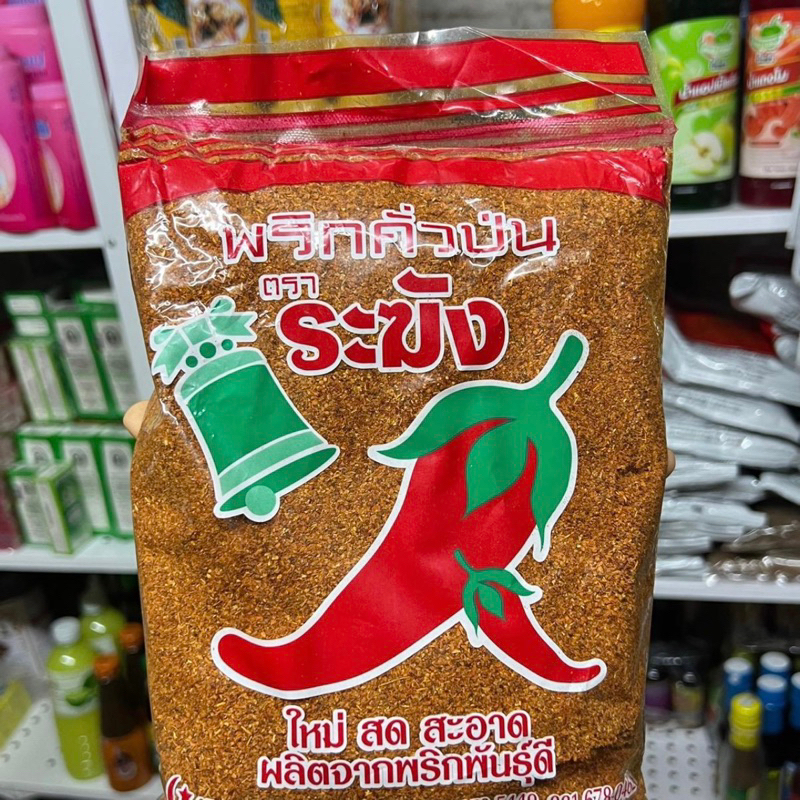 พริกคั่วป่น
ตรา
ระฆัง
ใหม่ สด สะอาด
ผลิตจากพริกพันธุ์ดี